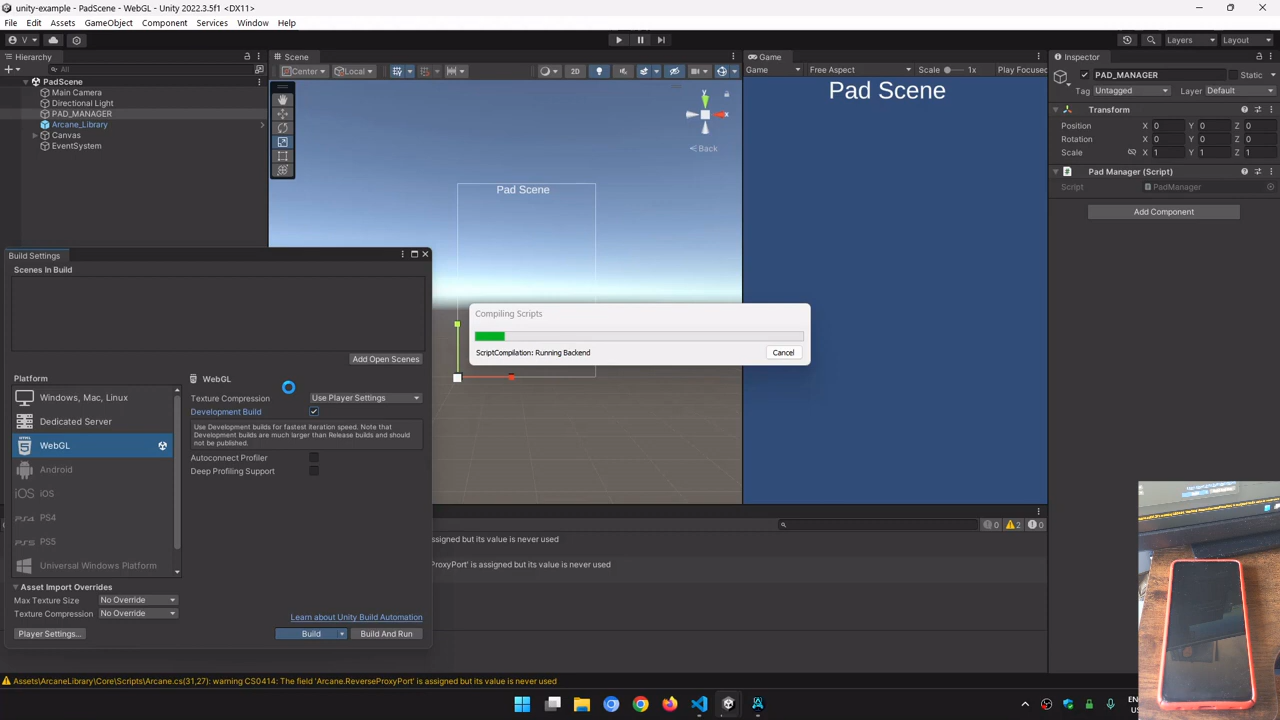 unity-example - PadScene - WebGL - Unity 2022.3.5f1 <DX11>
File Edit Assets GameObject Component Services Window Help
V
Layers
Layout
Hierarchy
All
PadScene
Main Camera
Directional Light
PAD_MANAGER
Arcane_Library
Canvas
EventSystem
Scene
Center
Local
2D
y
x
Back
Pad Scene
Game
Game
Free Aspect
Scale
1x
Play Focused
Pad Scene
Inspector
PAD_MANAGER
Static
Tag Untagged
Layer Default
Transform
Position X 0 Y 0 Z 0
Rotation X 0 Y 0 Z 0
Scale X 1 Y 1 Z 1
Pad Manager (Script)
Script
PadManager
Add Component
Build Settings
Scenes In Build
Add Open Scenes
Platform
Windows, Mac, Linux
Dedicated Server
WebGL
Android
iOS iOS
PS4
PS5
Universal Windows Platform
WebGL
Texture Compression Use Player Settings
Development Build
Use Development builds for fastest iteration speed. Note that
Development builds are much larger than Release builds and should
not be published.
Autoconnect Profiler
Deep Profiling Support
Asset Import Overrides
Max Texture Size No Override
Texture Compression No Override
Learn about Unity Build Automation
Player Settings...
Build
Build And Run
Compiling Scripts
ScriptCompilation: Running Backend
Cancel
0 2 0
assigned but its value is never used
ProxyPort' is assigned but its value is never used
Assets\ArcaneLibrary\Core\Scripts\Arcane.cs(31,27): warning CS0414: The field 'Arcane.ReverseProxyPort' is assigned but its value is never used